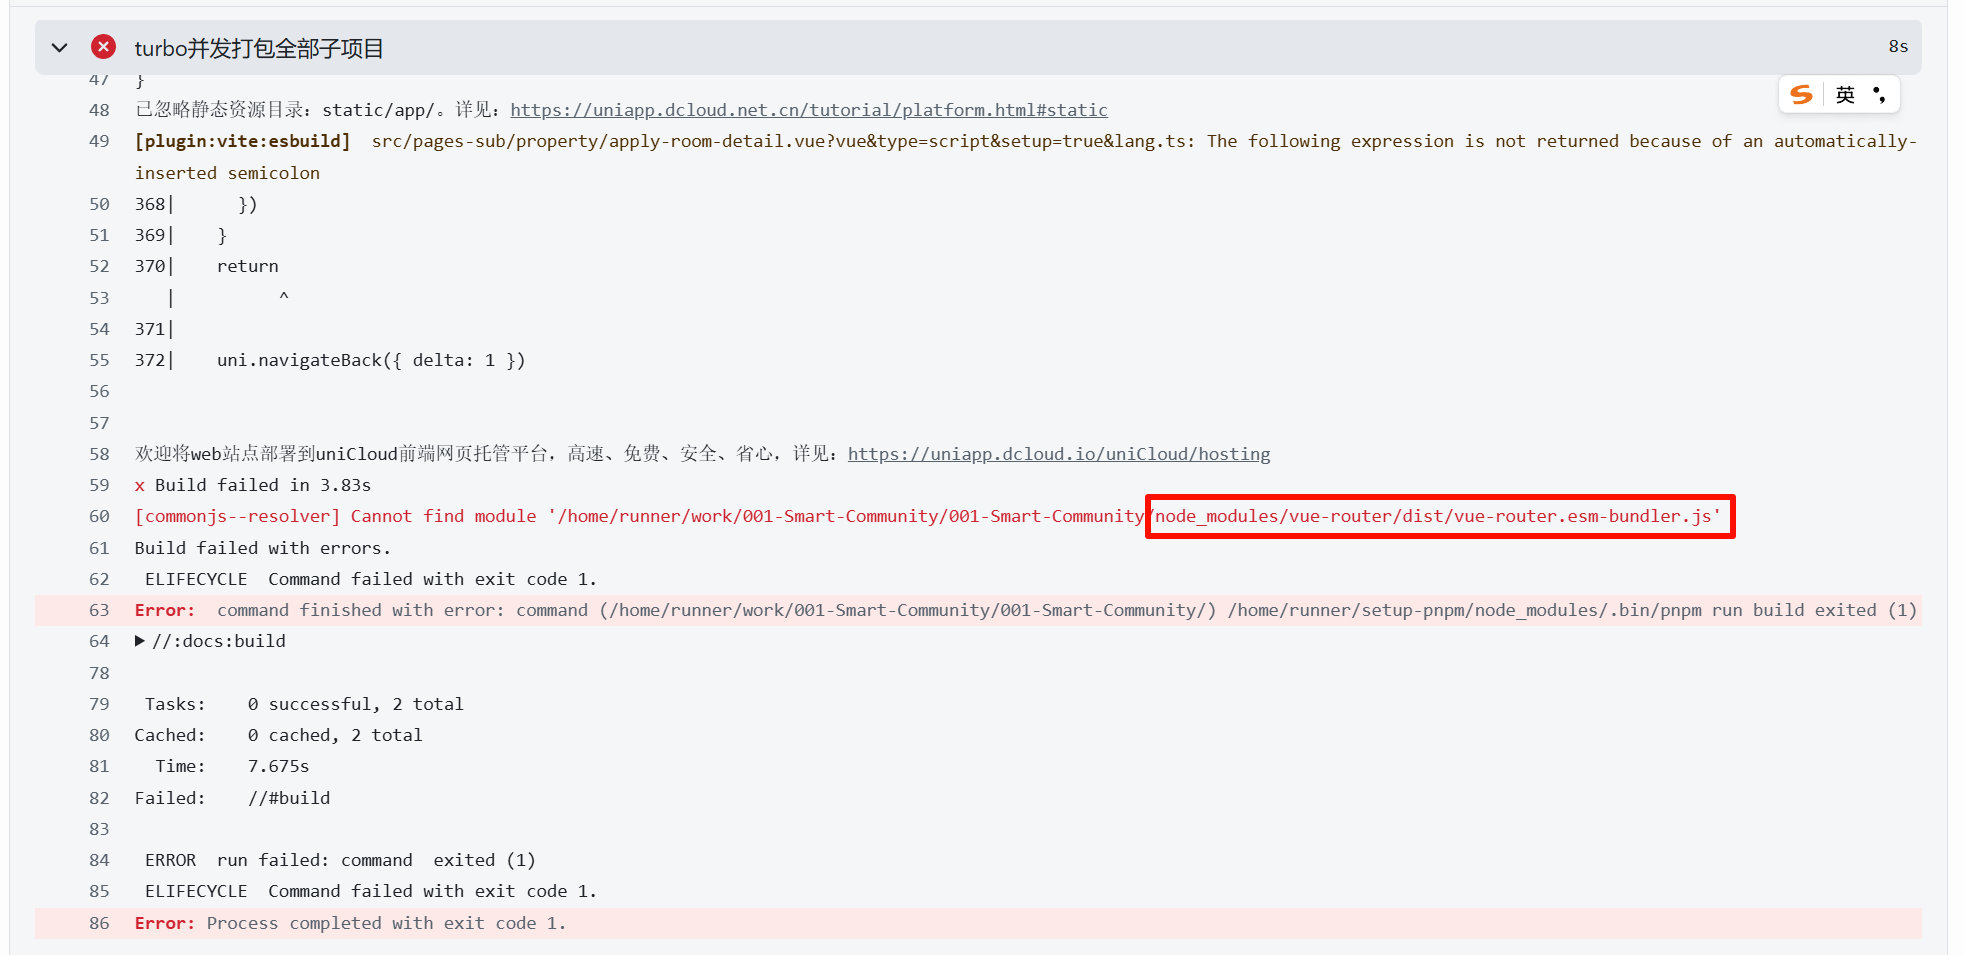 turbo并发打包全部子项目 8s
47 }
48 已忽略静态资源目录：static/app/。详见：https://uniapp.dcloud.net.cn/tutorial/platform.html#static
英
49 [plugin:vite:esbuild] src/pages-sub/property/apply-room-detail.vue?vue&type=script&setup=true&lang.ts: The following expression is not returned because of an automatically-
inserted semicolon
50 368| })
51 369| }
52 370| return
53 | ^
54 371|
55 372| uni.navigateBack({ delta: 1 })
56
57
58 欢迎将web站点部署到uniCloud前端网页托管平台，高速、免费、安全、省心，详见：https://uniapp.dcloud.io/uniCloud/hosting
59 x Build failed in 3.83s
60 [commonjs--resolver] Cannot find module '/home/runner/work/001-Smart-Community/001-Smart-Community/node_modules/vue-router/dist/vue-router.esm-bundler.js'
61 Build failed with errors.
62 ELIFECYCLE Command failed with exit code 1.
63 Error: command finished with error: command (/home/runner/work/001-Smart-Community/001-Smart-Community/) /home/runner/setup-pnpm/node_modules/.bin/pnpm run build exited (1)
64 ▶ //:docs:build
78
79 Tasks: 0 successful, 2 total
80 Cached: 0 cached, 2 total
81 Time: 7.675s
82 Failed: //#build
83
84 ERROR run failed: command exited (1)
85 ELIFECYCLE Command failed with exit code 1.
86 Error: Process completed with exit code 1.